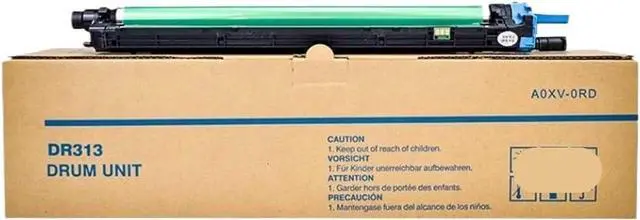 A0XV-0RD
DR313
DRUM UNIT
CAUTION
1. Keep out of reach of children.
VORSICHT
1. Für Kinder unerreichbar aufbewahren.
ATTENTION
1. Garder hors de portée des enfants.
PRECAUCIÓN
1. Mantengase fuera del alcance de los niños.